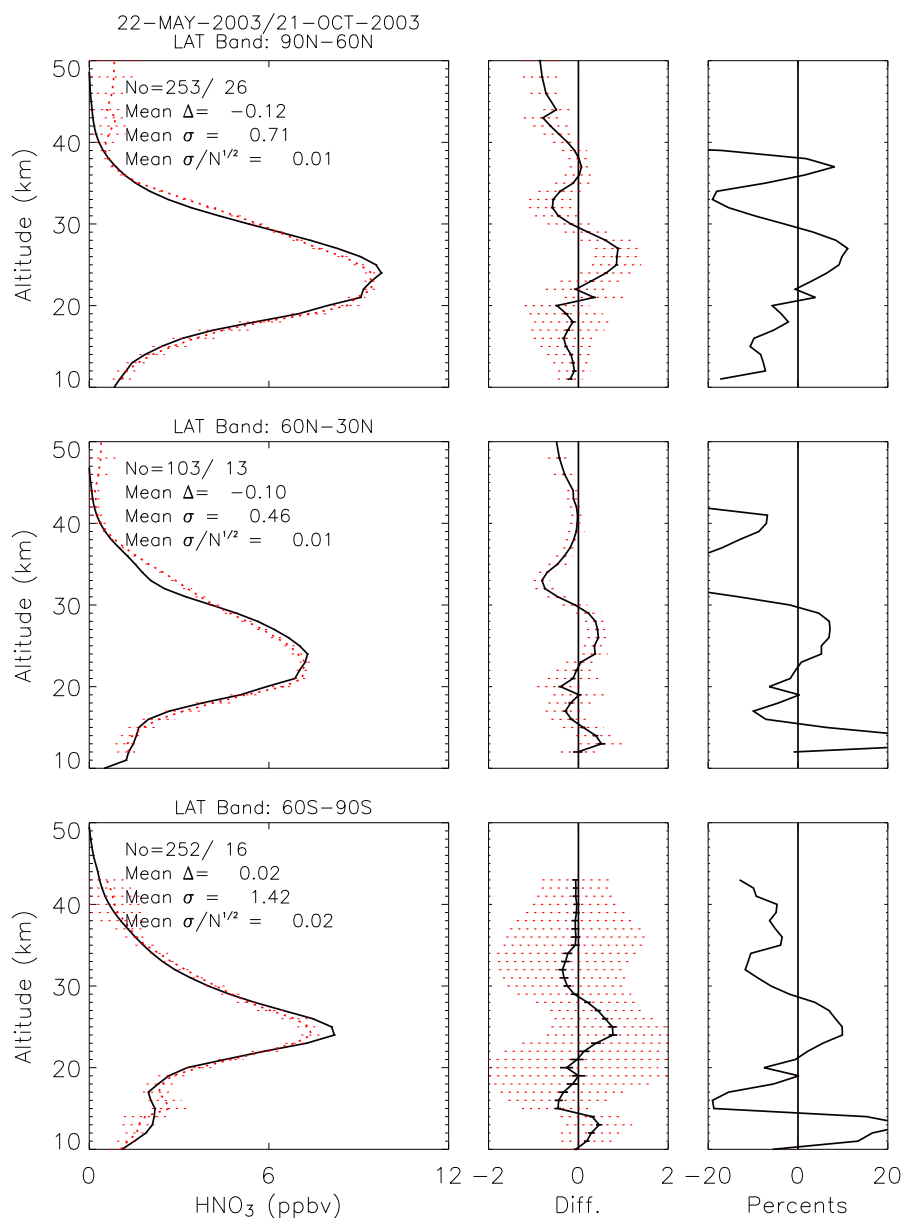 22-MAY-2003/21-OCT-2003
LAT Band: 90N-60N
50
40
30
20
10
Altitude (km)
No=253/ 26
Mean Δ= -0.12
Mean σ = 0.71
Mean σ/N^1/2 = 0.01
LAT Band: 60N-30N
50
40
30
20
10
Altitude (km)
No=103/ 13
Mean Δ= -0.10
Mean σ = 0.46
Mean σ/N^1/2 = 0.01
LAT Band: 60S-90S
50
40
30
20
10
Altitude (km)
No=252/ 16
Mean Δ= 0.02
Mean σ = 1.42
Mean σ/N^1/2 = 0.02
0 6 12
HNO₃ (ppbv)
-2 0 2
Diff.
-20 0 20
Percents